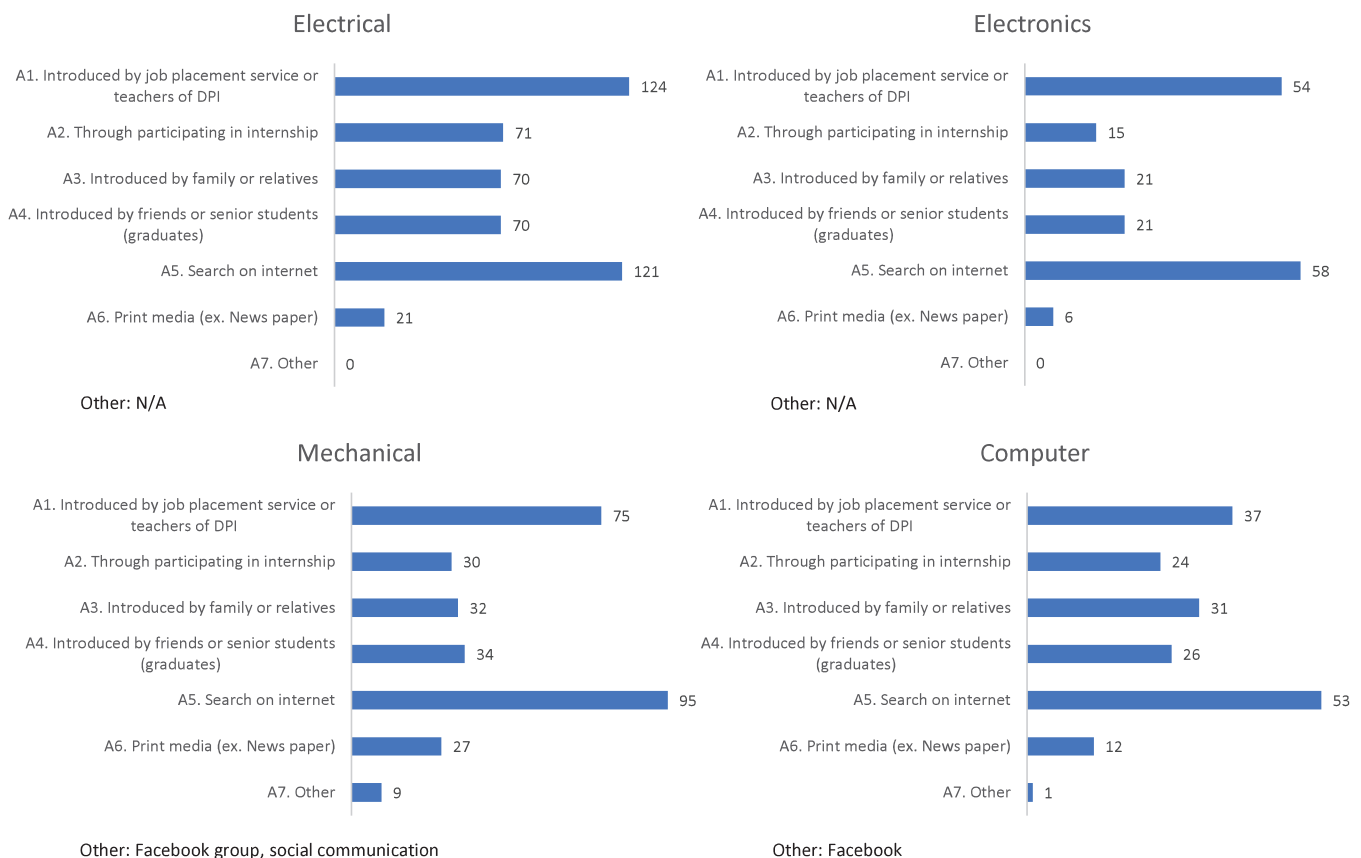 Electrical
A1. Introduced by job placement service or
teachers of DPI
124
A2. Through participating in internship
71
A3. Introduced by family or relatives
70
A4. Introduced by friends or senior students
(graduates)
70
A5. Search on internet
121
A6. Print media (ex. News paper)
21
A7. Other
0
Other: N/A
Electronics
A1. Introduced by job placement service or
teachers of DPI
54
A2. Through participating in internship
15
A3. Introduced by family or relatives
21
A4. Introduced by friends or senior students
(graduates)
21
A5. Search on internet
58
A6. Print media (ex. News paper)
6
A7. Other
0
Other: N/A
Mechanical
A1. Introduced by job placement service or
teachers of DPI
75
A2. Through participating in internship
30
A3. Introduced by family or relatives
32
A4. Introduced by friends or senior students
(graduates)
34
A5. Search on internet
95
A6. Print media (ex. News paper)
27
A7. Other
9
Other: Facebook group, social communication
Computer
A1. Introduced by job placement service or
teachers of DPI
37
A2. Through participating in internship
24
A3. Introduced by family or relatives
31
A4. Introduced by friends or senior students
(graduates)
26
A5. Search on internet
53
A6. Print media (ex. News paper)
12
A7. Other
1
Other: Facebook